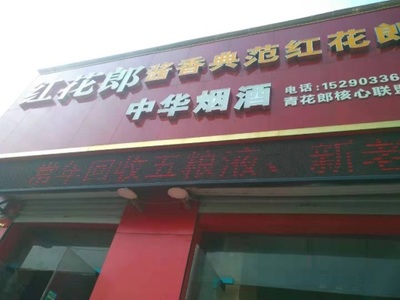 红花郎酱香典范红花郎
中华烟酒
电话:15290336
青花郎核心联盟
常年回收五粮液、新老